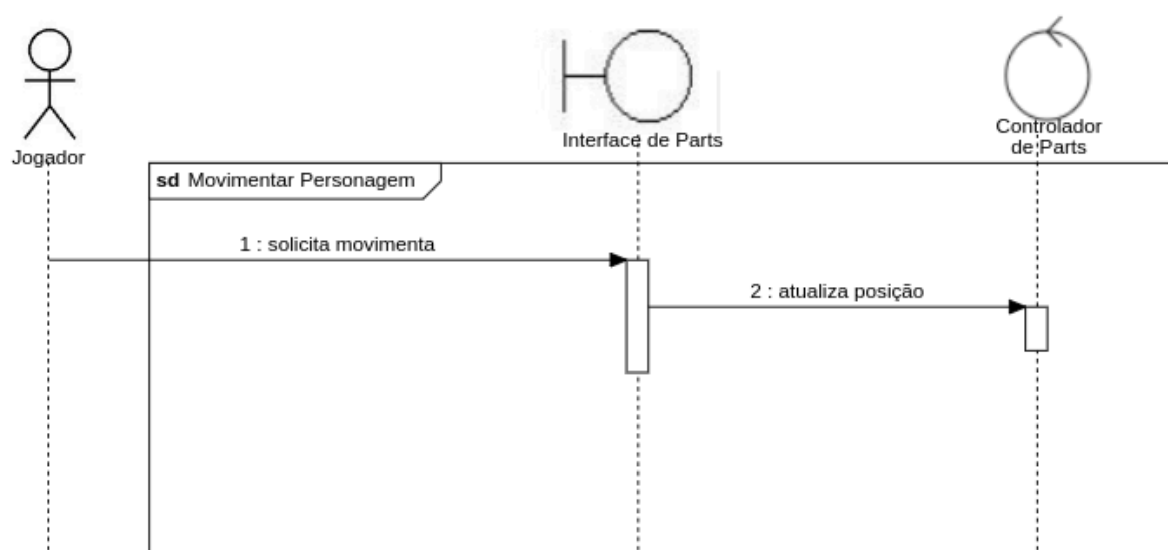 Jogador
Interface de Parts
Controlador
de Parts
sd Movimentar Personagem
1 : solicita movimenta
2 : atualiza posição